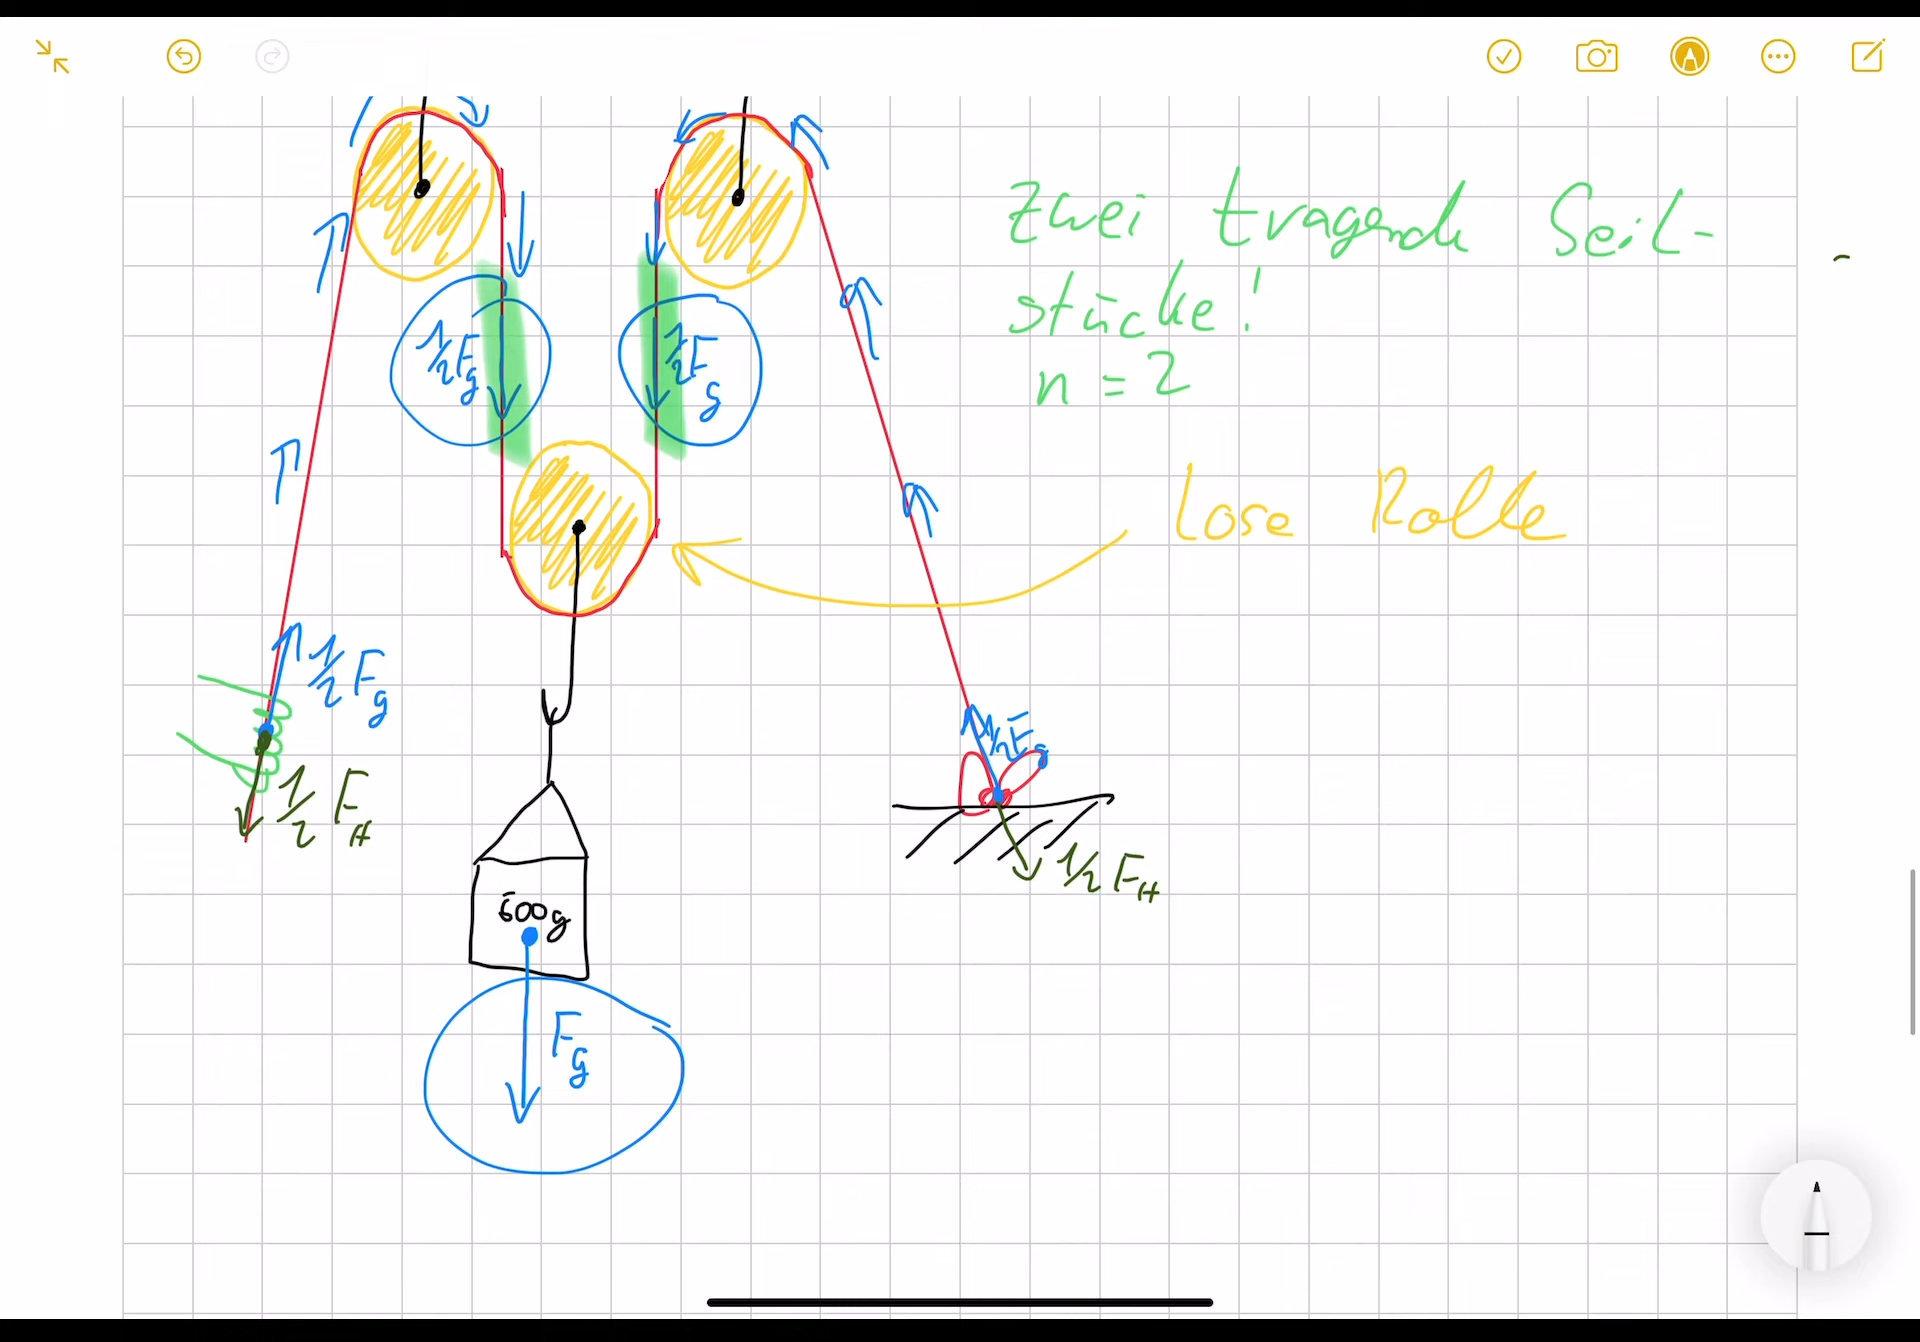 Zwei tragende Seil-
stücke!
n = 2
1/2 Fg
1/2 Fg
Lose Rolle
1/2 Fg
1/2 Fg
1/2 FH
1/2 FH
600g
Fg